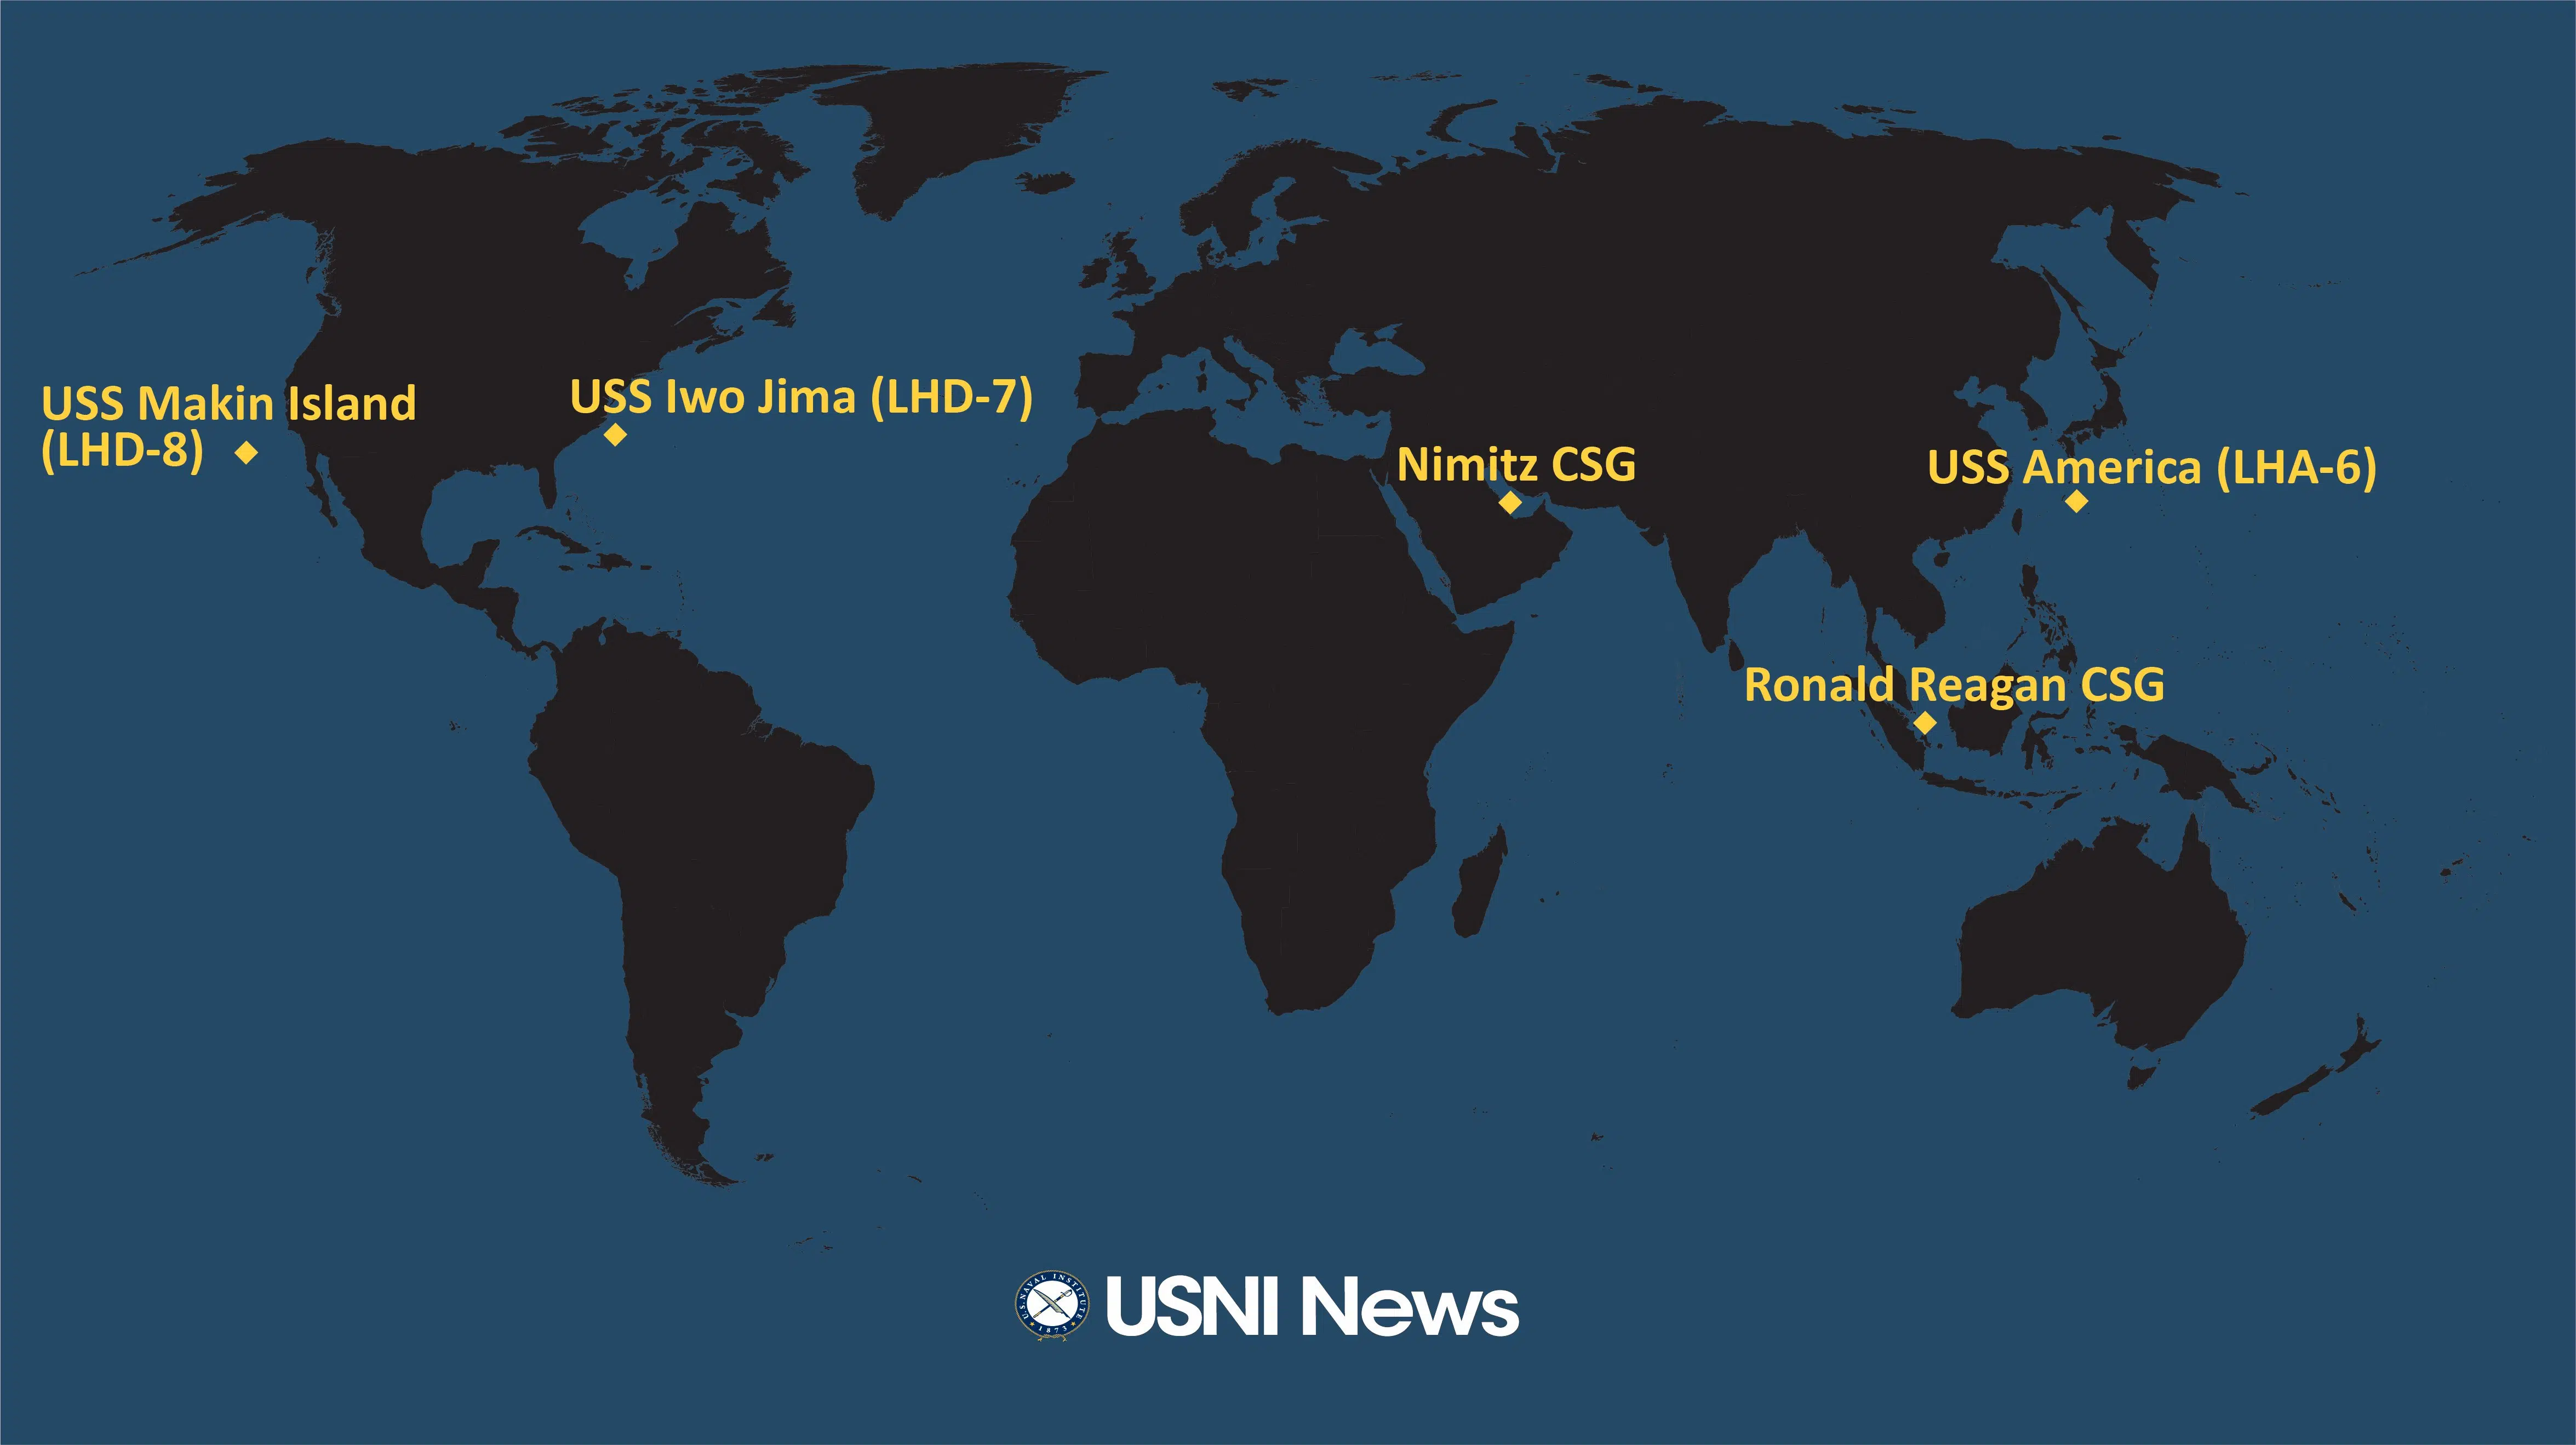 USS Makin Island
(LHD-8)
USS Iwo Jima (LHD-7)
Nimitz CSG
USS America (LHA-6)
Ronald Reagan CSG
U.S. NAVAL INSTITUTE
1873
USNI News